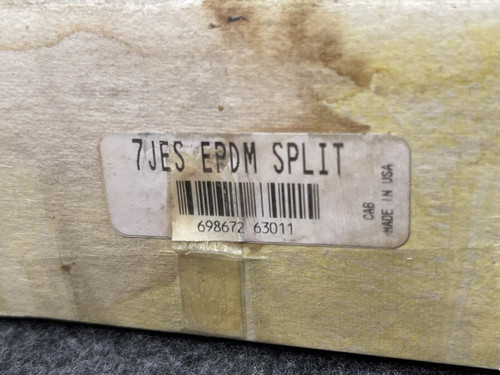 7JES EPDM SPLIT
698672 63011
CAB
MADE IN USA